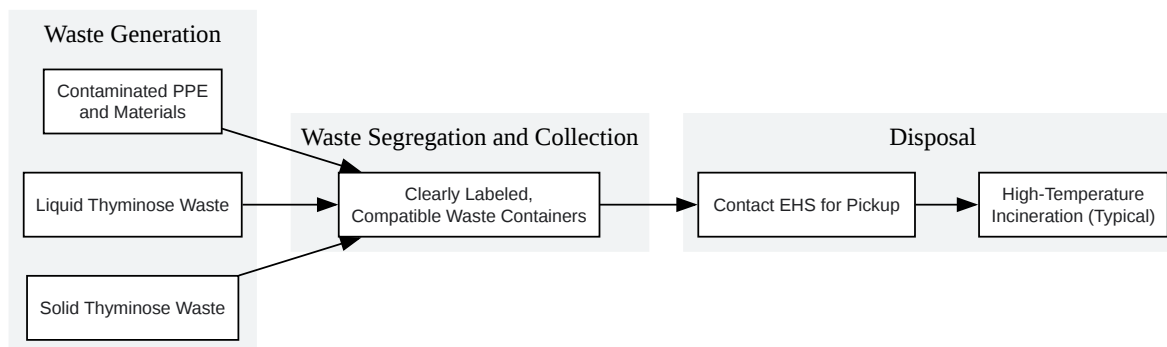 Waste Generation
Contaminated PPE
and Materials
Liquid Thyminose Waste
Solid Thyminose Waste
Waste Segregation and Collection
Clearly Labeled,
Compatible Waste Containers
Disposal
Contact EHS for Pickup
High-Temperature
Incineration (Typical)